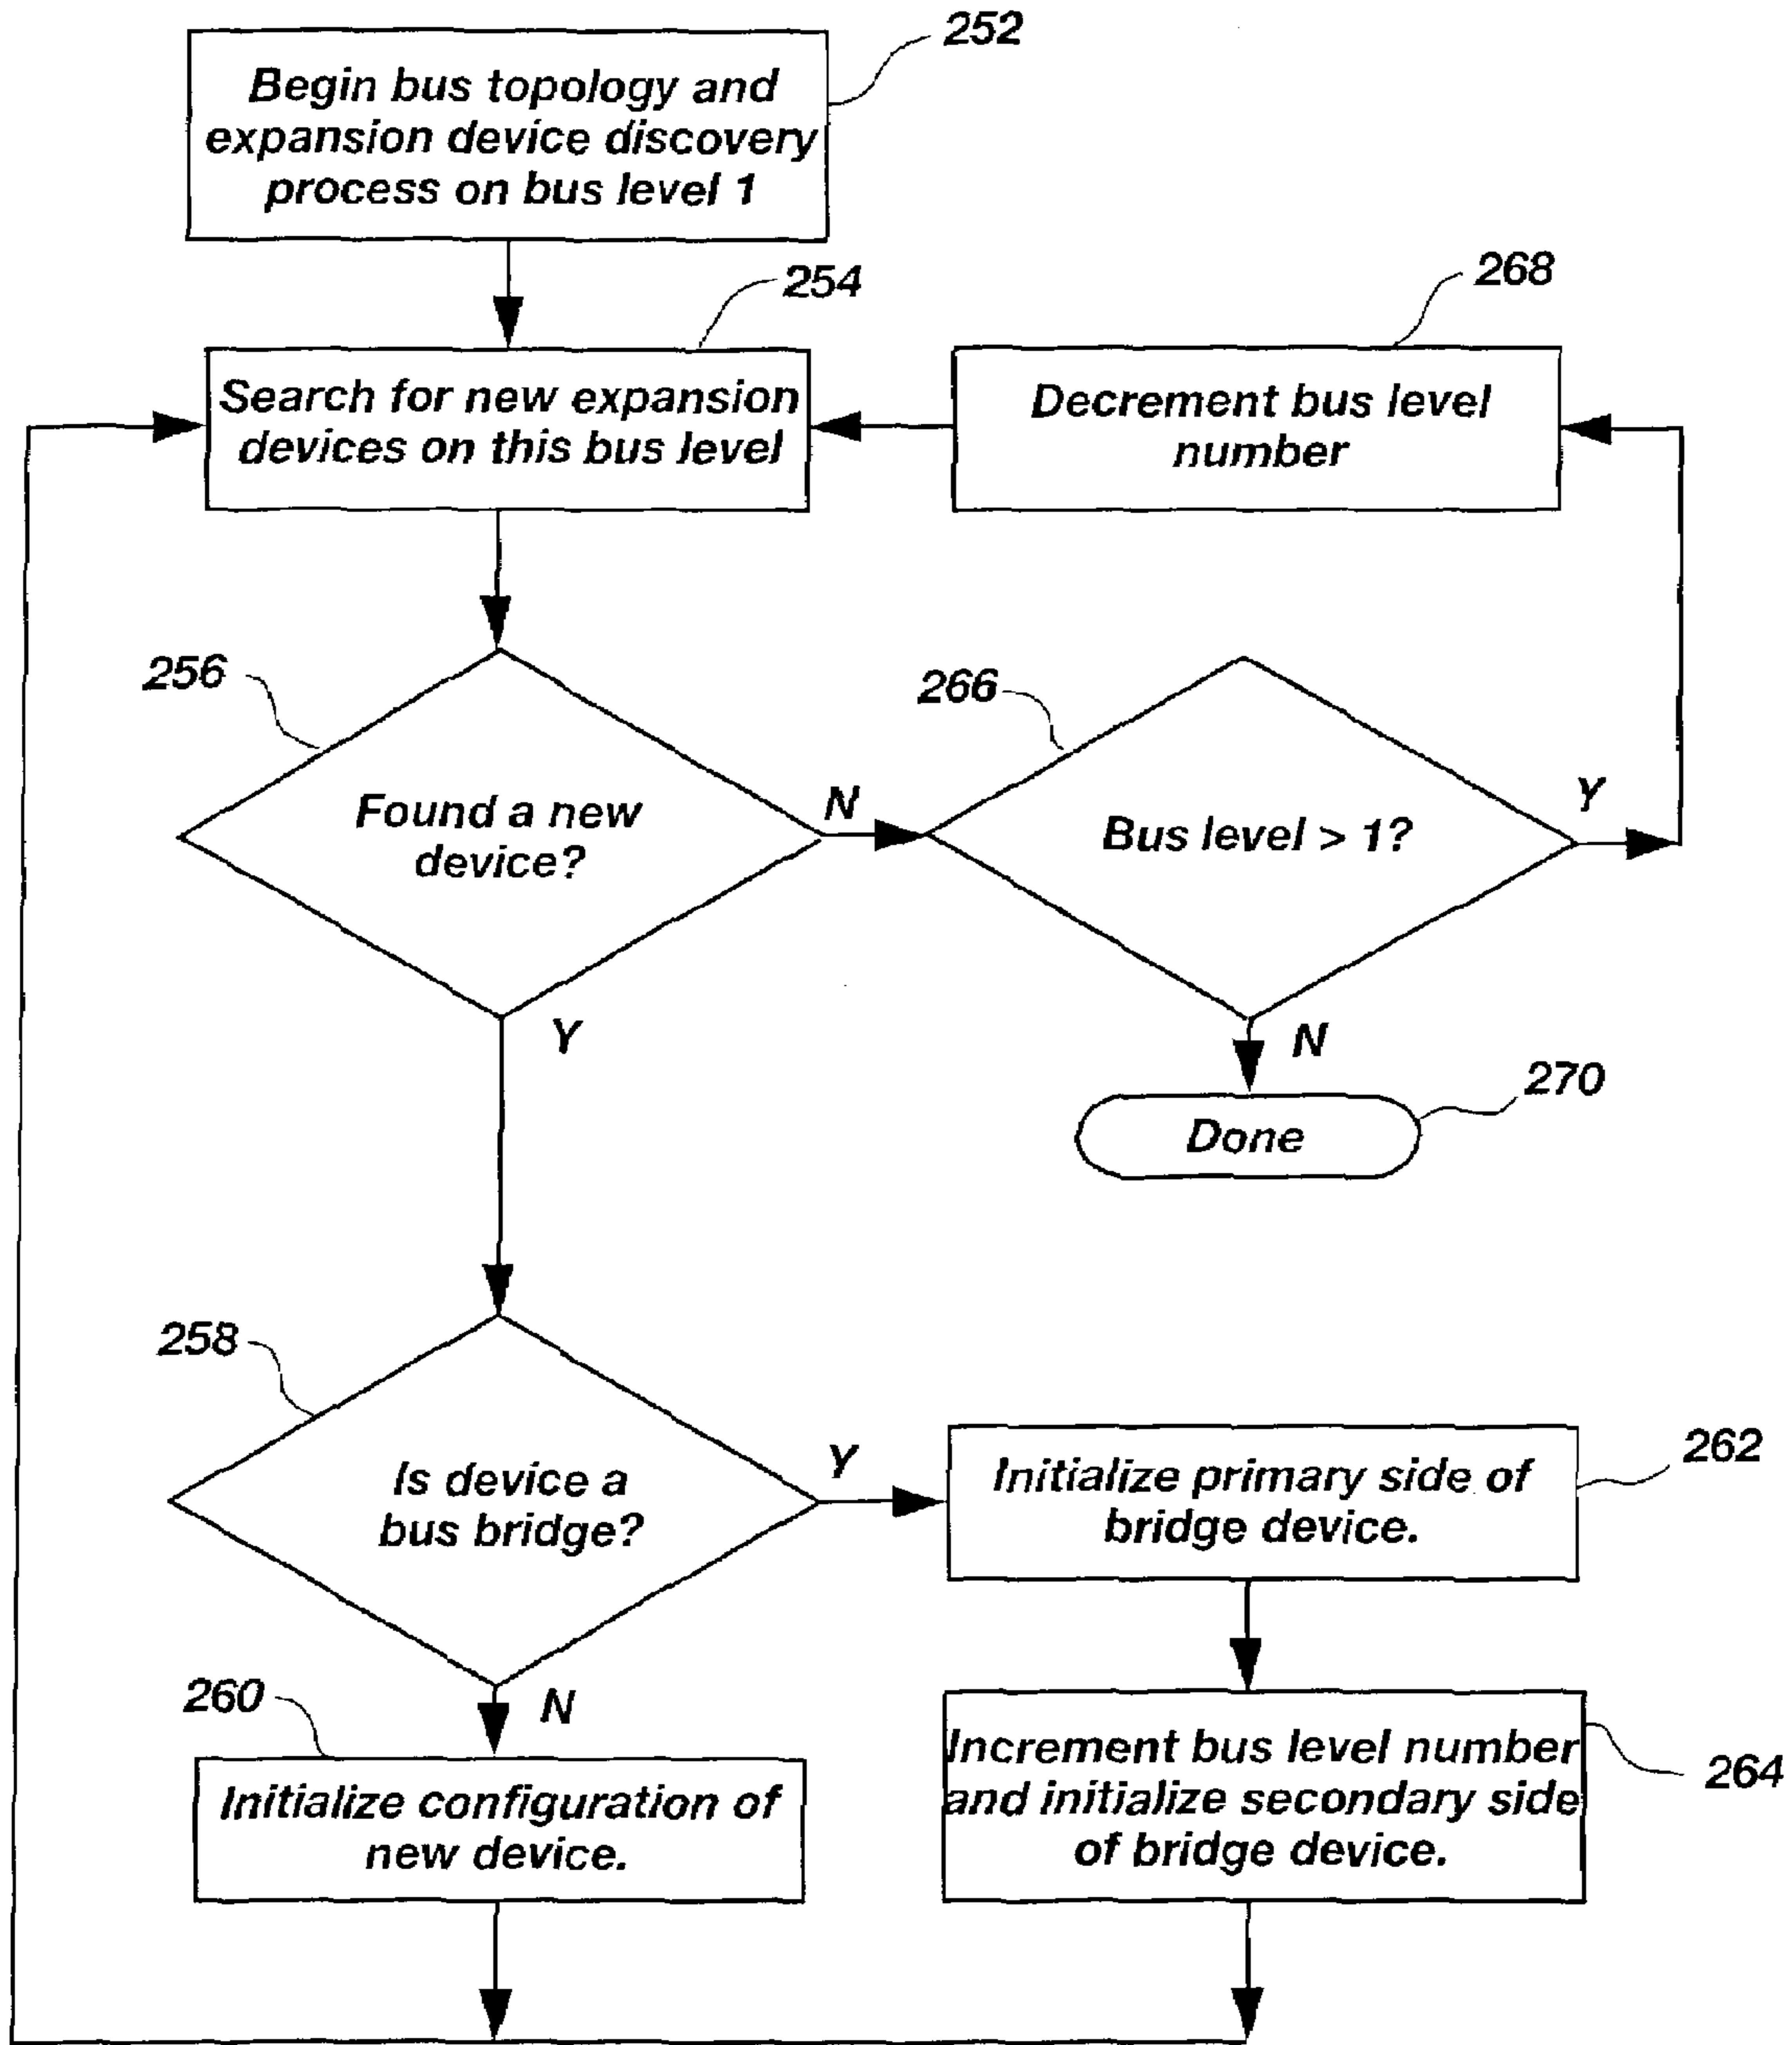 252
Begin bus topology and
expansion device discovery
process on bus level 1
254
Search for new expansion
devices on this bus level
268
Decrement bus level
number
256
Found a new
device?
N
Y
266
Bus level > 1?
Y
N
270
Done
258
Is device a
bus bridge?
Y
N
262
Initialize primary side of
bridge device.
260
Initialize configuration of
new device.
264
Increment bus level number
and initialize secondary side
of bridge device.